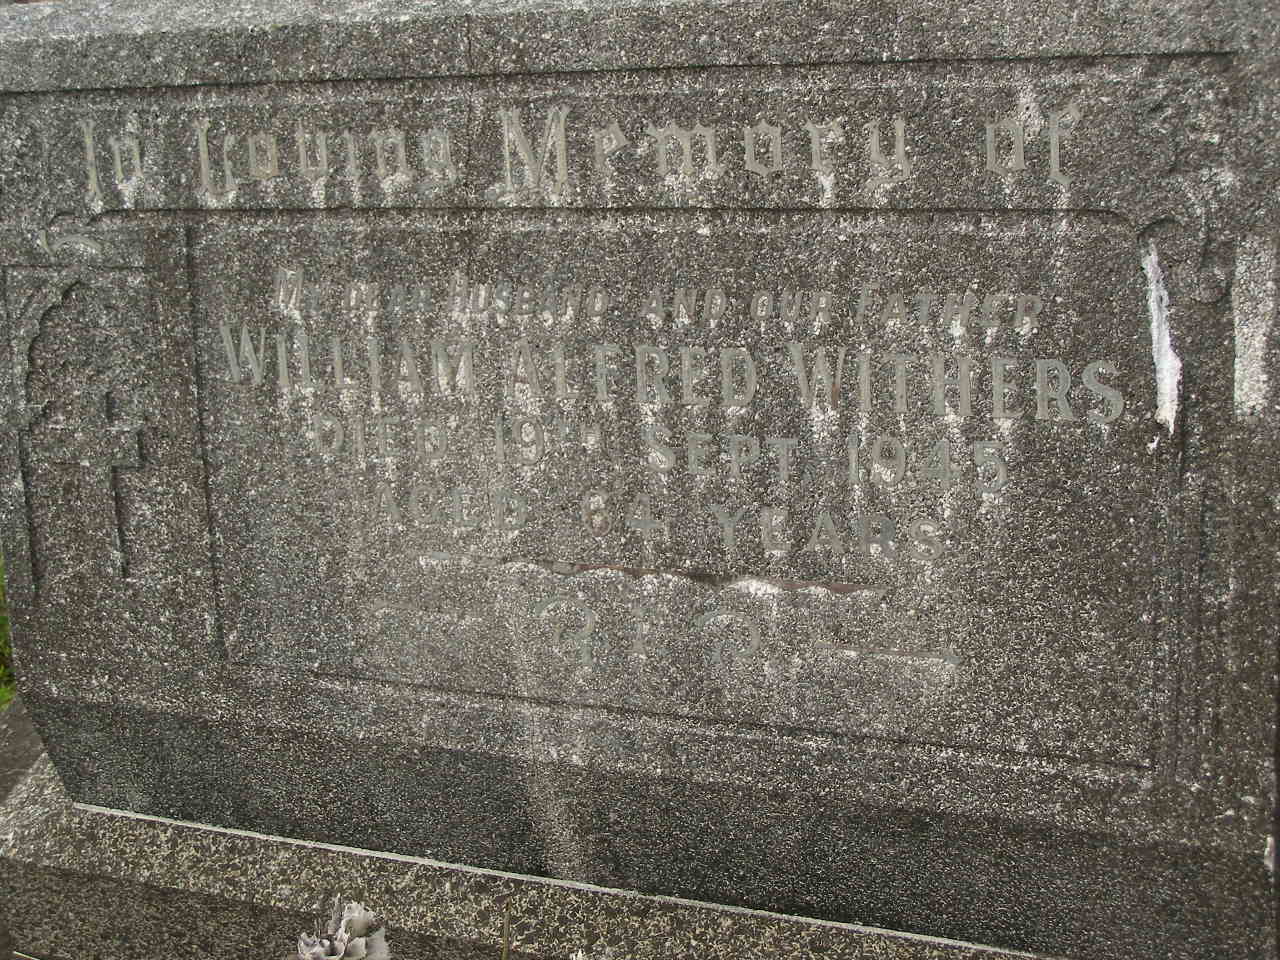 In Loving Memory of
MY DEAR HUSBAND AND OUR FATHER
WILLIAM ALFRED WITHERS
DIED 19TH SEPT, 1945
AGED 64 YEARS
R I P